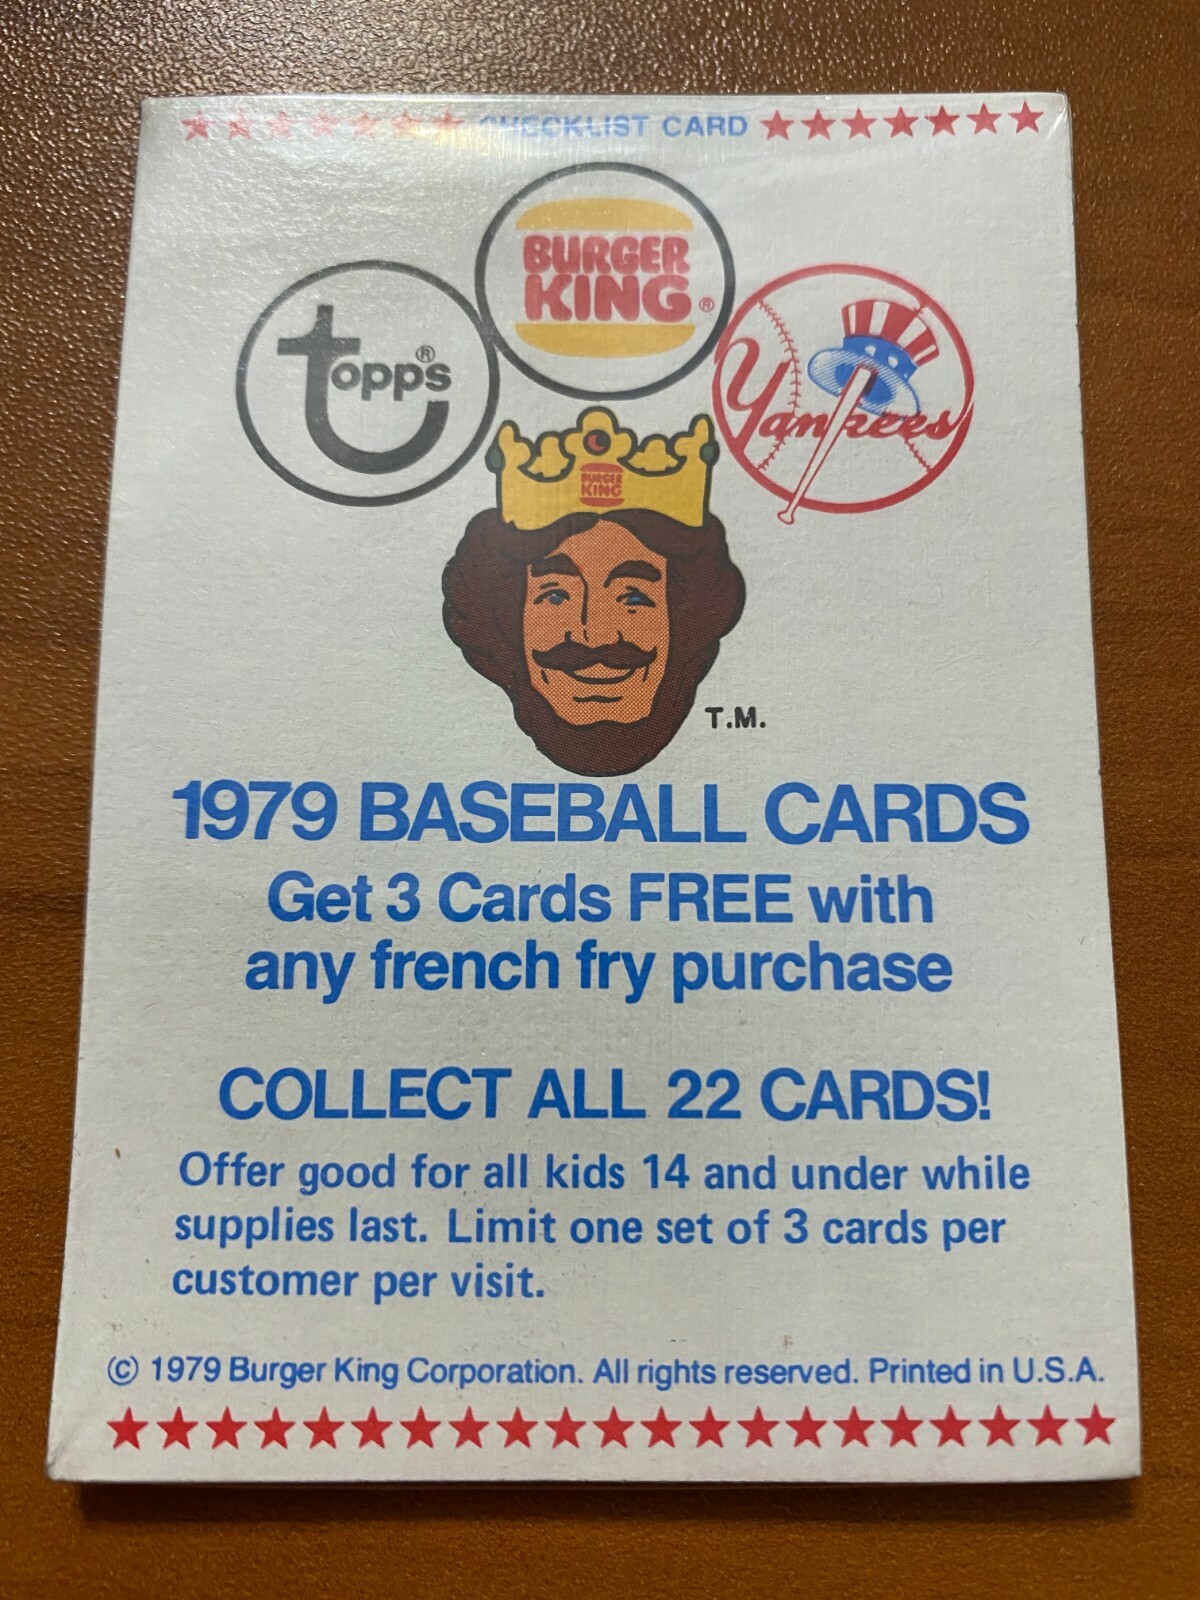 CHECKLIST CARD
BURGER
KING®
topps®
Yankees
BURGER
KING
T.M.
1979 BASEBALL CARDS
Get 3 Cards FREE with
any french fry purchase
COLLECT ALL 22 CARDS!
Offer good for all kids 14 and under while
supplies last. Limit one set of 3 cards per
customer per visit.
© 1979 Burger King Corporation. All rights reserved. Printed in U.S.A.